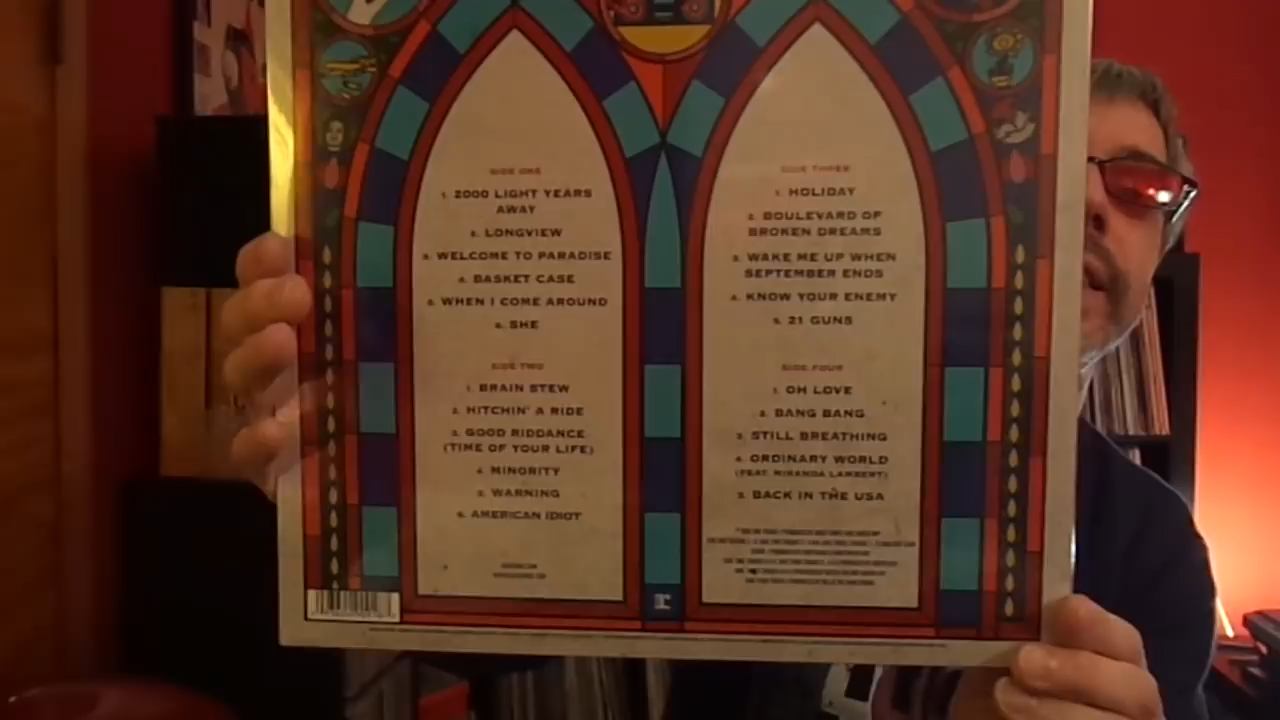 SIDE ONE
1. 2000 LIGHT YEARS
AWAY
2. LONGVIEW
3. WELCOME TO PARADISE
4. BASKET CASE
5. WHEN I COME AROUND
6. SHE
SIDE TWO
1. BRAIN STEW
2. HITCHIN' A RIDE
3. GOOD RIDDANCE
(TIME OF YOUR LIFE)
4. MINORITY
5. WARNING
6. AMERICAN IDIOT
SIDE THREE
1. HOLIDAY
2. BOULEVARD OF
BROKEN DREAMS
3. WAKE ME UP WHEN
SEPTEMBER ENDS
4. KNOW YOUR ENEMY
5. 21 GUNS
SIDE FOUR
1. OH LOVE
2. BANG BANG
3. STILL BREATHING
4. ORDINARY WORLD
(FEAT. MIRANDA LAMBERT)
5. BACK IN THE USA
r